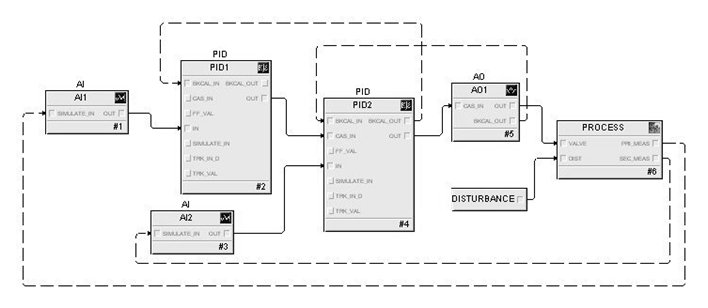 AI
AI1
SIMULATE_IN OUT
#1
PID
PID1
BKCAL_IN BKCAL_OUT
CAS_IN OUT
FF_VAL
IN
SIMULATE_IN
TRK_IN_D
TRK_VAL
#2
AI
AI2
SIMULATE_IN OUT
#3
PID
PID2
BKCAL_IN BKCAL_OUT
CAS_IN OUT
FF_VAL
IN
SIMULATE_IN
TRK_IN_D
TRK_VAL
#4
AO
AO1
CAS_IN OUT
BKCAL_OUT
#5
DISTURBANCE
PROCESS
VALVE PRI_MEAS
DIST SEC_MEAS
#6